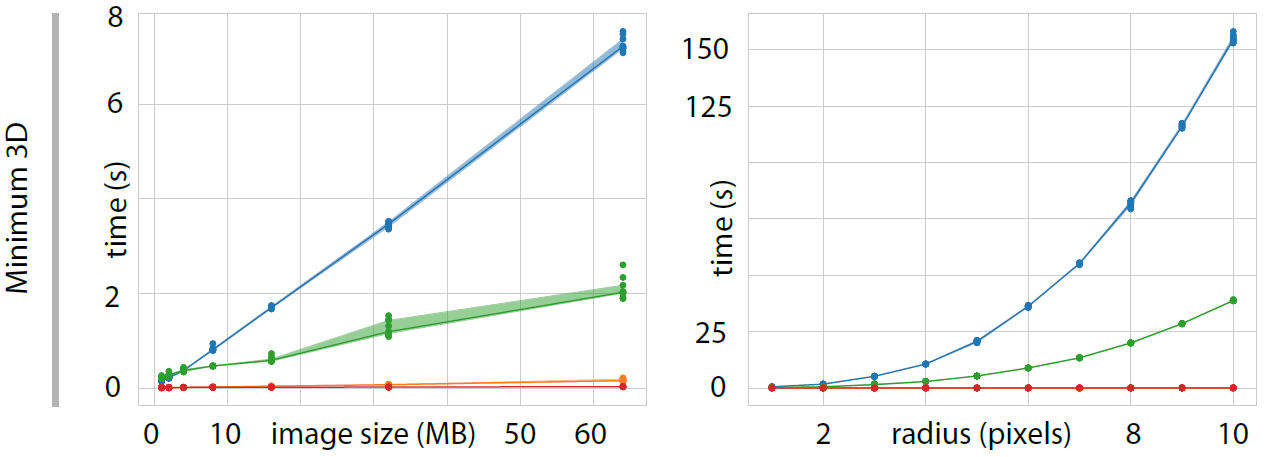 Minimum 3D
8
6
time (s)
2
0
0 10 image size (MB) 50 60
150
125
time (s)
25
0
2 radius (pixels) 8 10